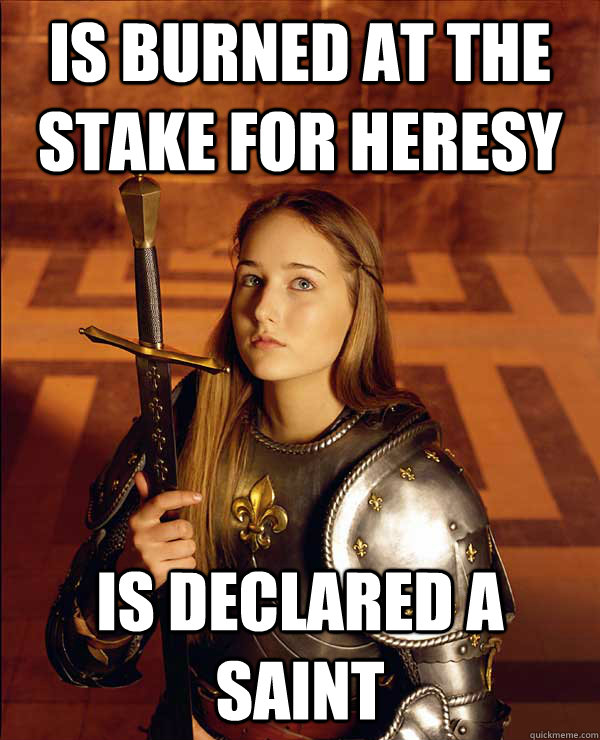 IS BURNED AT THE
STAKE FOR HERESY
IS DECLARED A
SAINT
quickmeme.com